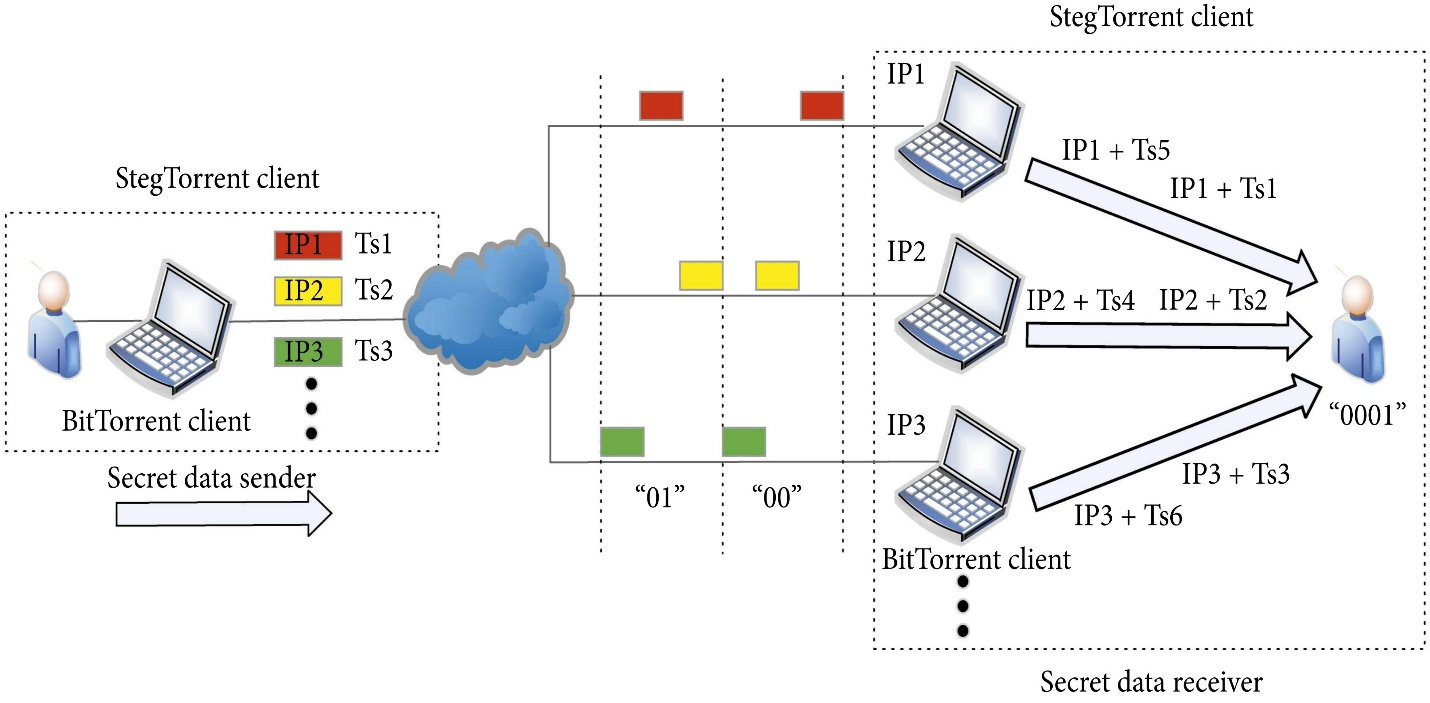 StegTorrent client
IP1 Ts1
IP2 Ts2
IP3 Ts3
BitTorrent client
Secret data sender
“01” “00”
StegTorrent client
IP1
IP2
IP3
BitTorrent client
IP1 + Ts5
IP1 + Ts1
IP2 + Ts4 IP2 + Ts2
IP3 + Ts3
IP3 + Ts6
“0001”
Secret data receiver